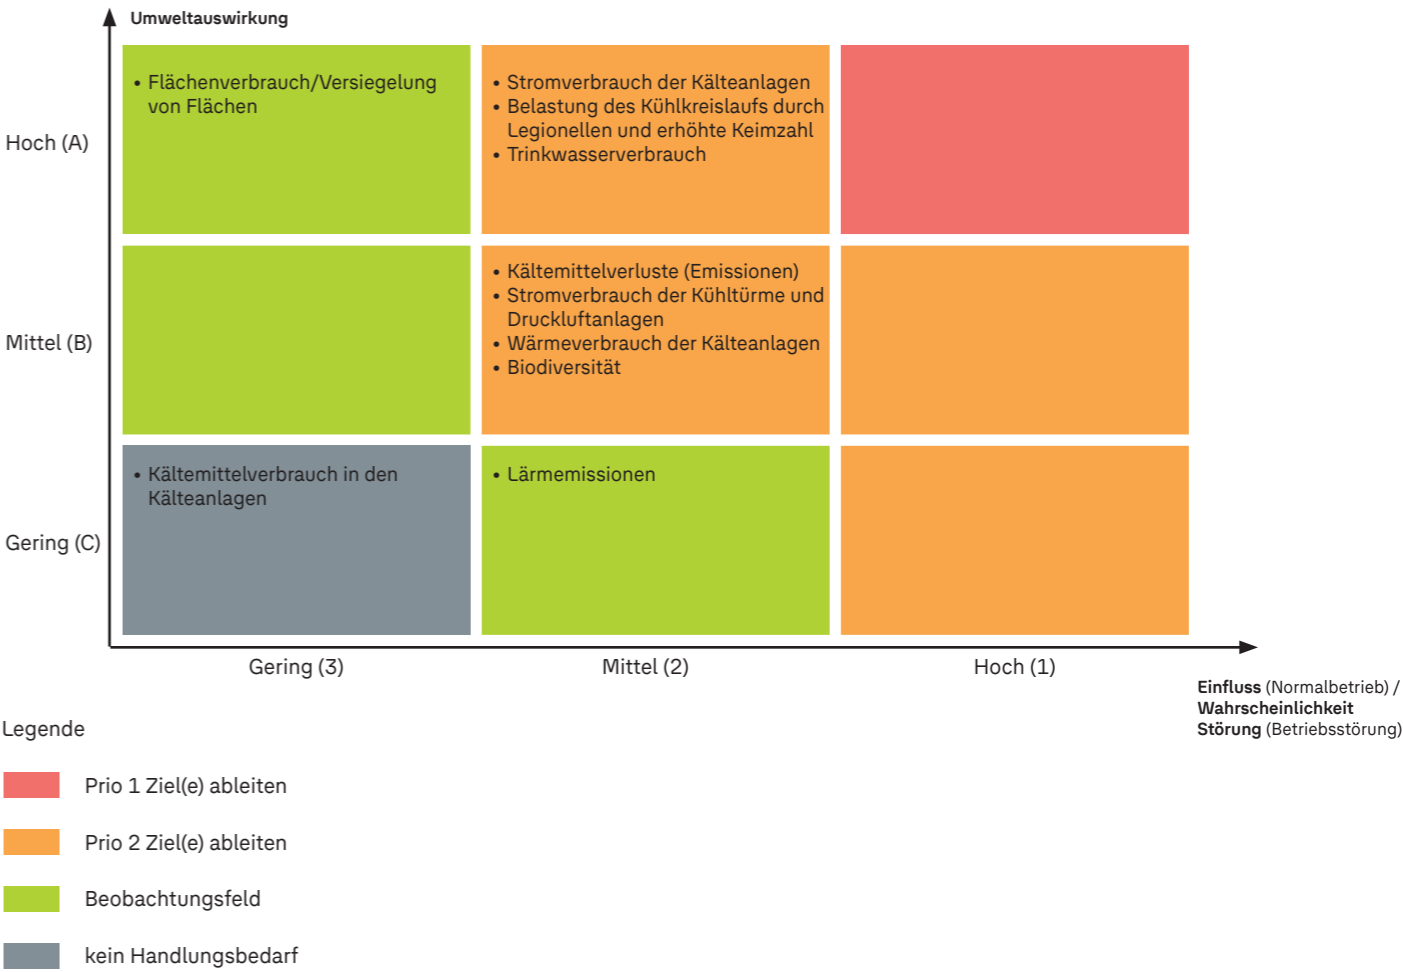 Umweltauswirkung
Hoch (A)
• Flächenverbrauch/Versiegelung
von Flächen
• Stromverbrauch der Kälteanlagen
• Belastung des Kühlkreislaufs durch
Legionellen und erhöhte Keimzahl
• Trinkwasserverbrauch
Mittel (B)
• Kältemittelverluste (Emissionen)
• Stromverbrauch der Kühltürme und
Druckluftanlagen
• Wärmeverbrauch der Kälteanlagen
• Biodiversität
Gering (C)
• Kältemittelverbrauch in den
Kälteanlagen
• Lärmemissionen
Gering (3)
Mittel (2)
Hoch (1)
Einfluss (Normalbetrieb) /
Wahrscheinlichkeit
Störung (Betriebsstörung)
Legende
Prio 1 Ziel(e) ableiten
Prio 2 Ziel(e) ableiten
Beobachtungsfeld
kein Handlungsbedarf